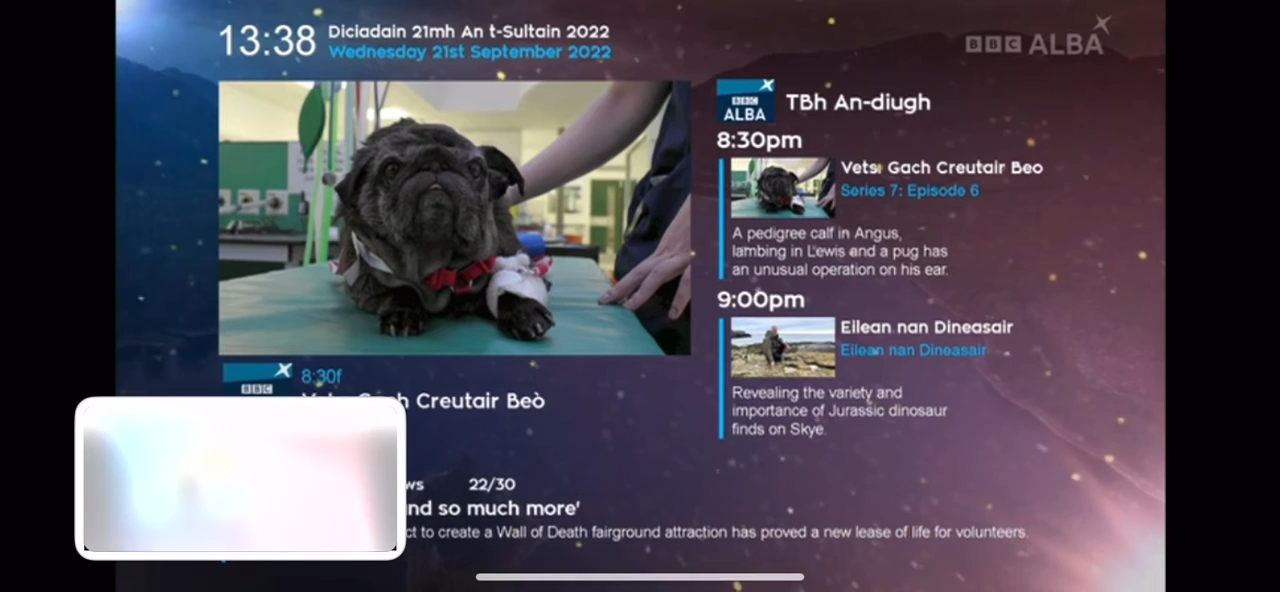 13:38
Diciadain 21mh An t-Sultain 2022
Wednesday 21st September 2022
BBC ALBA
BBC
ALBA
TBh An-diugh
8:30pm
Vets: Gach Creutair Beo
Series 7: Episode 6
A pedigree calf in Angus,
lambing in Lewis and a pug has
an unusual operation on his ear.
9:00pm
Eilean nan Dineasair
Eilean nan Dineasair
Revealing the variety and
importance of Jurassic dinosaur
finds on Skye.
BBC
8:30f
Creutair Beò
22/30
so much more'
to create a Wall of Death fairground attraction has proved a new lease of life for volunteers.